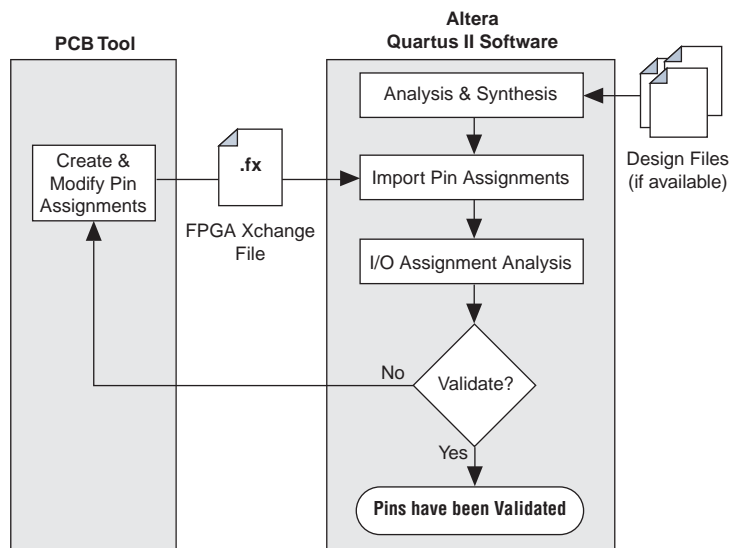 PCB Tool
Altera
Quartus II Software
Analysis & Synthesis
Design Files
(if available)
Create &
Modify Pin
Assignments
.fx
FPGA Xchange
File
Import Pin Assignments
I/O Assignment Analysis
Validate?
No
Yes
Pins have been Validated